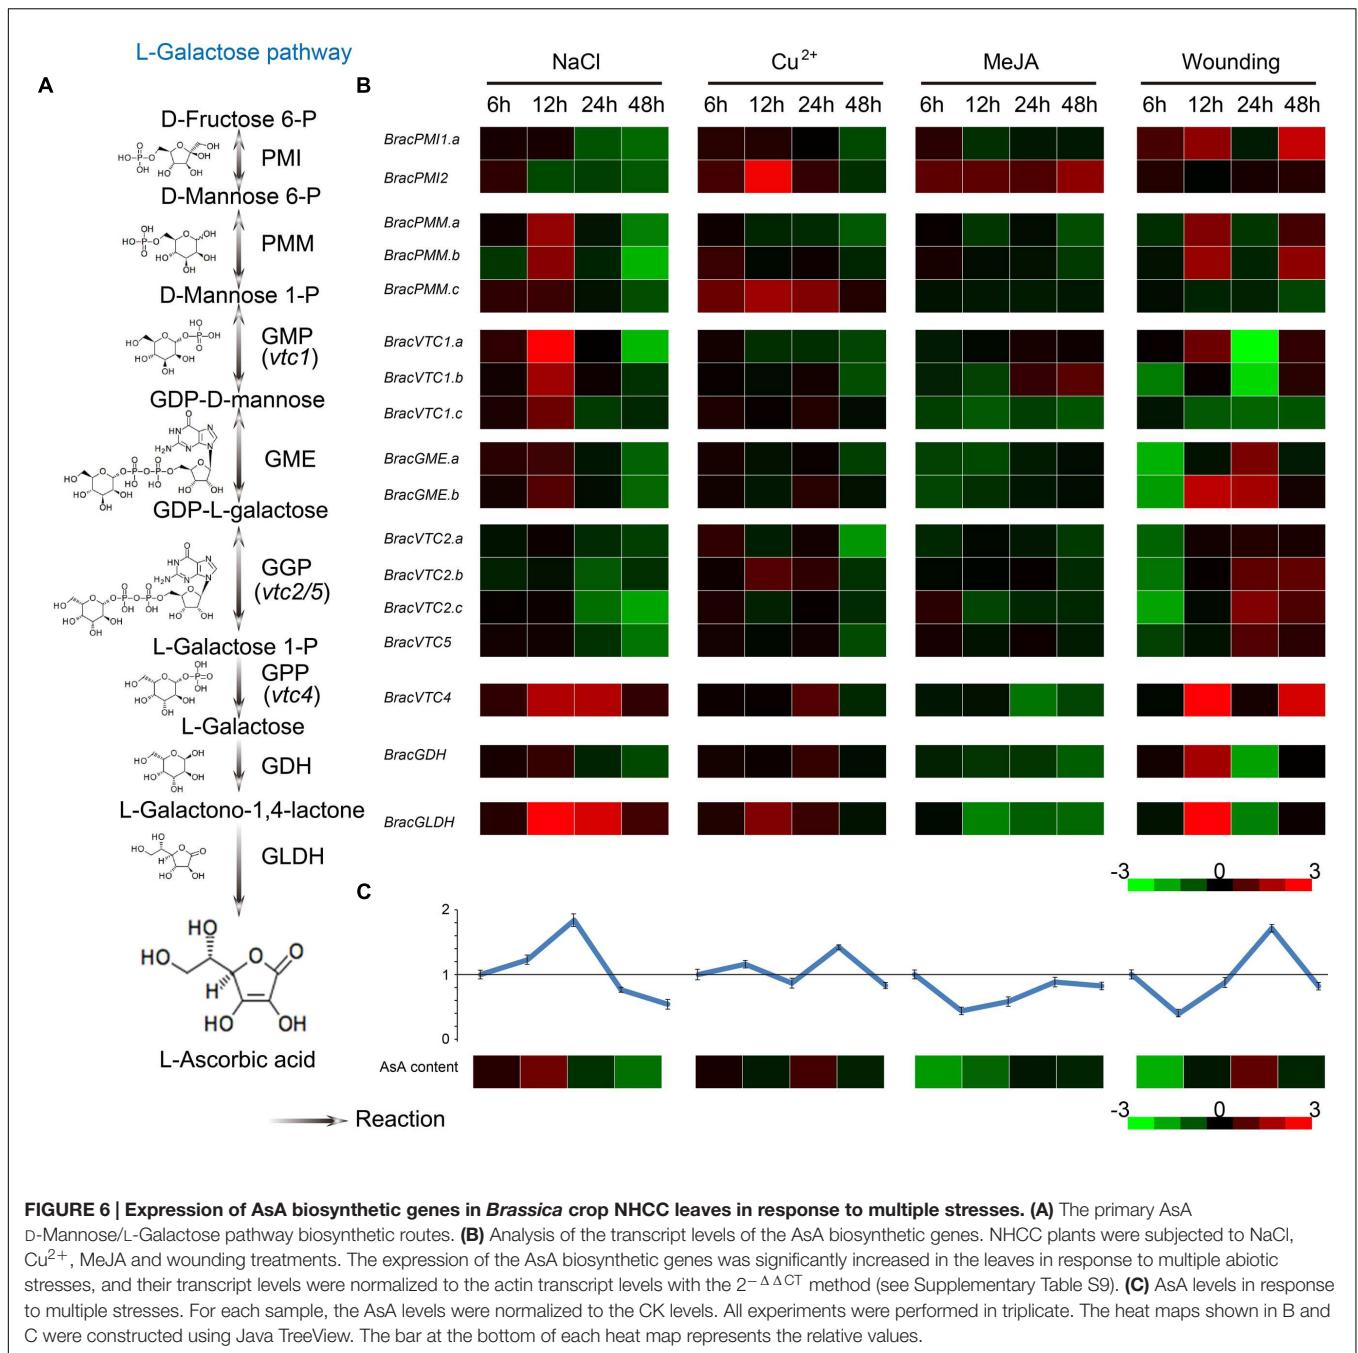 L-Galactose pathway
A
D-Fructose 6-P
PMI
D-Mannose 6-P
PMM
D-Mannose 1-P
GMP
(vtc1)
GDP-D-mannose
GME
GDP-L-galactose
GGP
(vtc2/5)
L-Galactose 1-P
GPP
(vtc4)
L-Galactose
GDH
L-Galactono-1,4-lactone
GLDH
HO
HO
O
O
H
HO
OH
L-Ascorbic acid
Reaction
B
NaCl Cu2+ MeJA Wounding
6h 12h 24h 48h 6h 12h 24h 48h 6h 12h 24h 48h 6h 12h 24h 48h
BracPMI1.a
BracPMI2
BracPMM.a
BracPMM.b
BracPMM.c
BracVTC1.a
BracVTC1.b
BracVTC1.c
BracGME.a
BracGME.b
BracVTC2.a
BracVTC2.b
BracVTC2.c
BracVTC5
BracVTC4
BracGDH
BracGLDH
-3 0 3
C
2
1
0
AsA content
-3 0 3
FIGURE 6 | Expression of AsA biosynthetic genes in Brassica crop NHCC leaves in response to multiple stresses. (A) The primary AsA
D-Mannose/L-Galactose pathway biosynthetic routes. (B) Analysis of the transcript levels of the AsA biosynthetic genes. NHCC plants were subjected to NaCl,
Cu2+, MeJA and wounding treatments. The expression of the AsA biosynthetic genes was significantly increased in the leaves in response to multiple abiotic
stresses, and their transcript levels were normalized to the actin transcript levels with the 2−ΔΔCT method (see Supplementary Table S9). (C) AsA levels in response
to multiple stresses. For each sample, the AsA levels were normalized to the CK levels. All experiments were performed in triplicate. The heat maps shown in B and
C were constructed using Java TreeView. The bar at the bottom of each heat map represents the relative values.